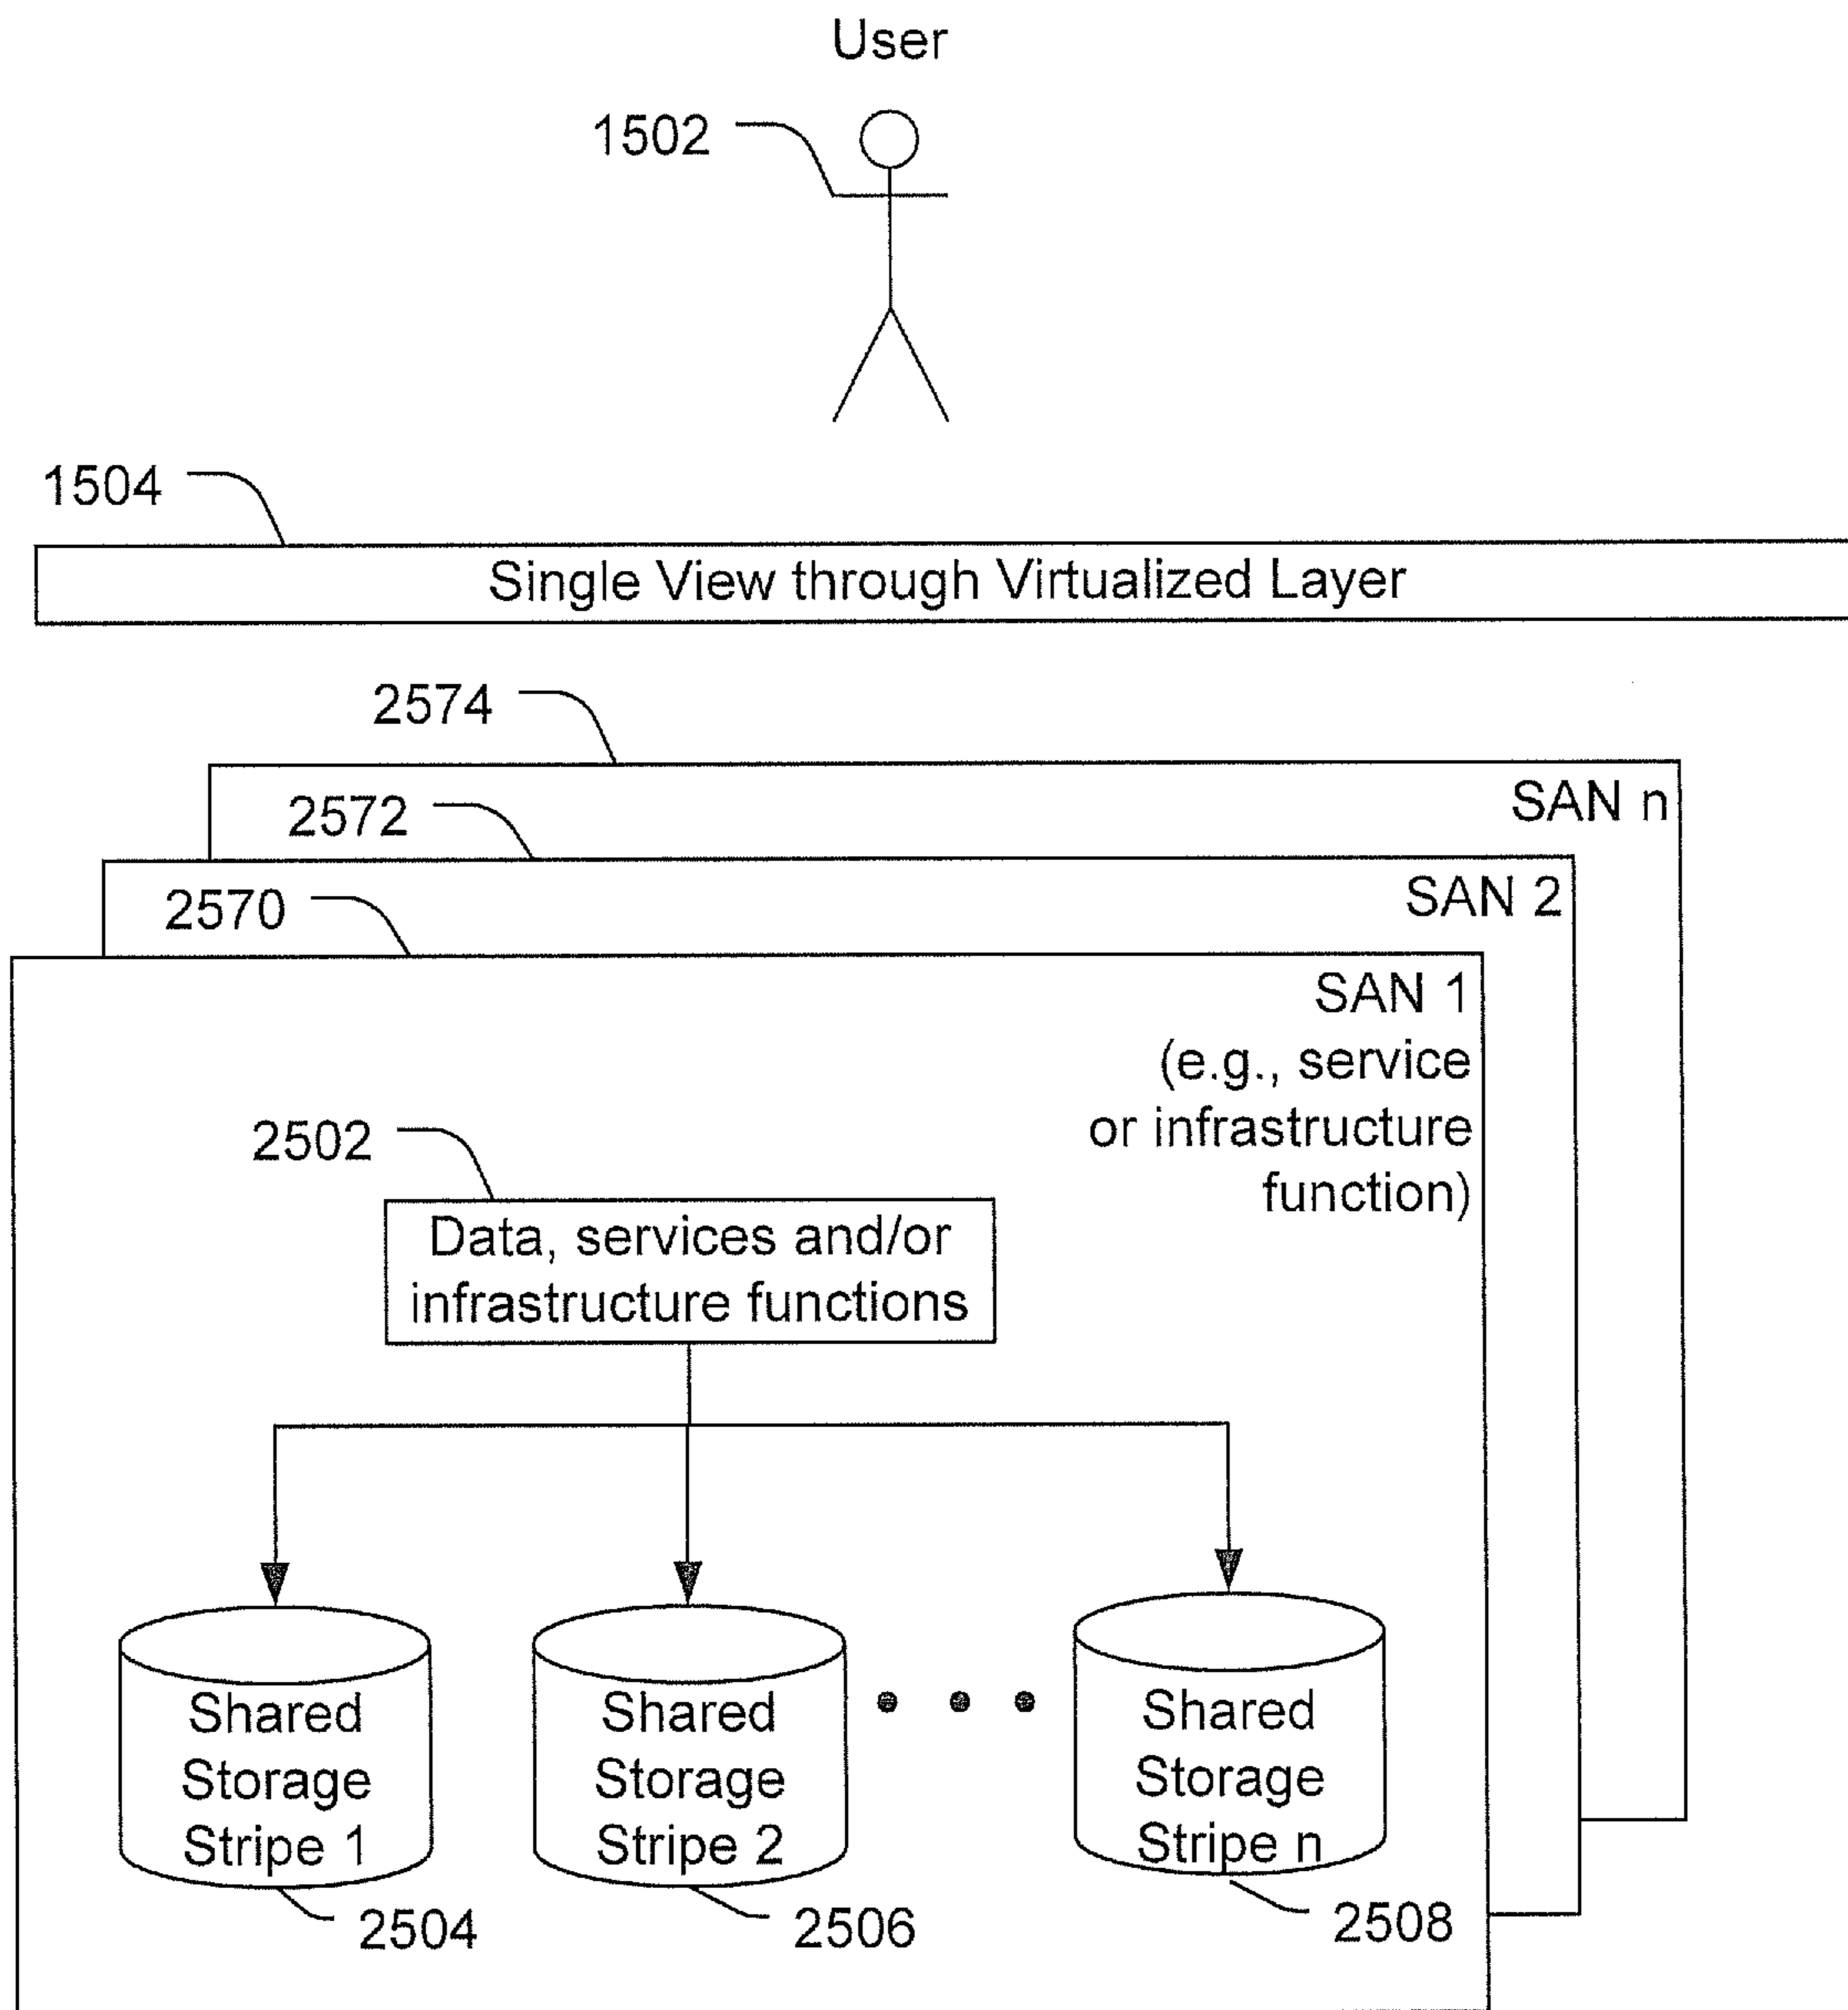 User
1502
1504
Single View through Virtualized Layer
2574
SAN n
2572
SAN 2
2570
SAN 1
(e.g., service
or infrastructure
function)
2502
Data, services and/or
infrastructure functions
Shared
Storage
Stripe 1
Shared
Storage
Stripe 2
Shared
Storage
Stripe n
2504
2506
2508